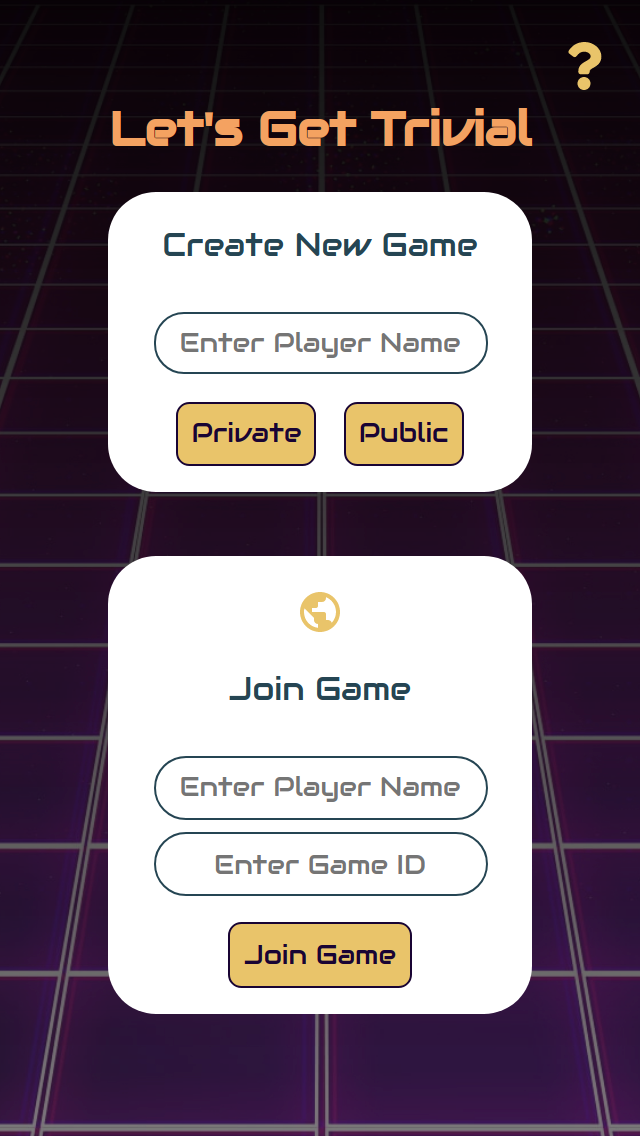 ?
Let's Get Trivial
Create New Game
Enter Player Name
Private Public
Join Game
Enter Player Name
Enter Game ID
Join Game